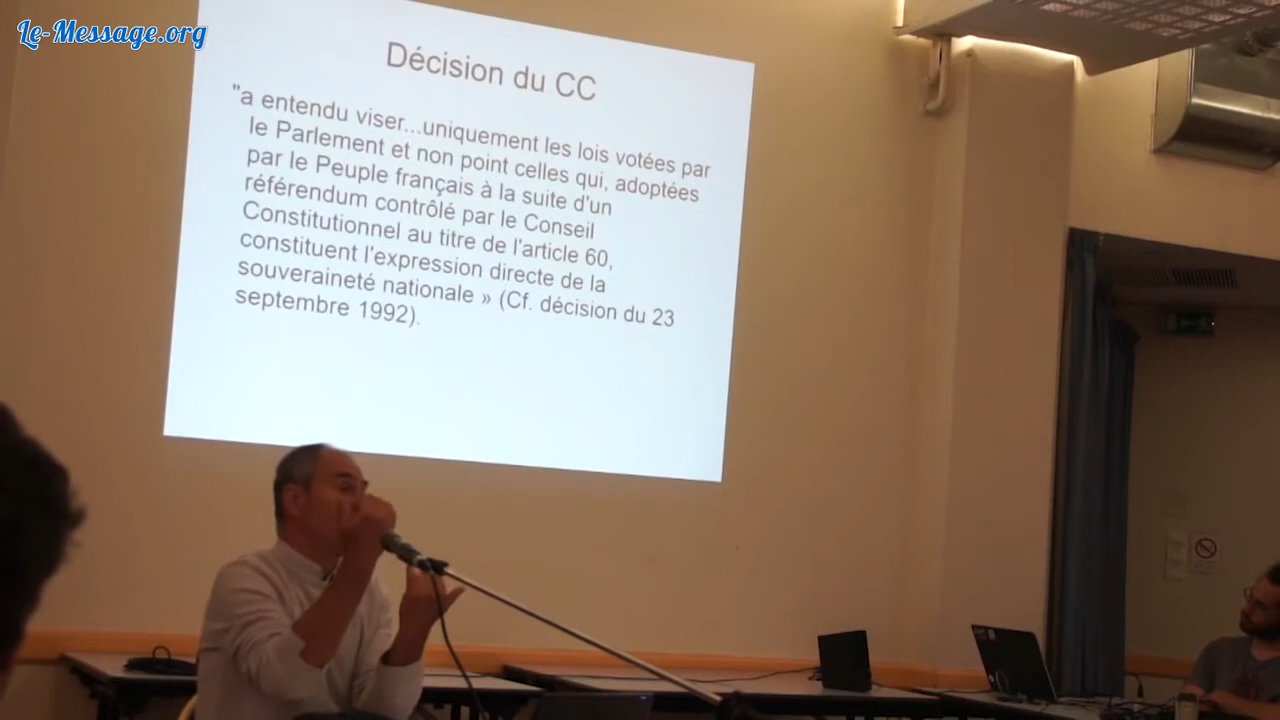 Le-Message.org
Décision du CC
"a entendu viser...uniquement les lois votées par
le Parlement et non point celles qui, adoptées
par le Peuple français à la suite d'un
référendum contrôlé par le Conseil
Constitutionnel au titre de l'article 60,
constituent l'expression directe de la
souveraineté nationale » (Cf. décision du 23
septembre 1992).